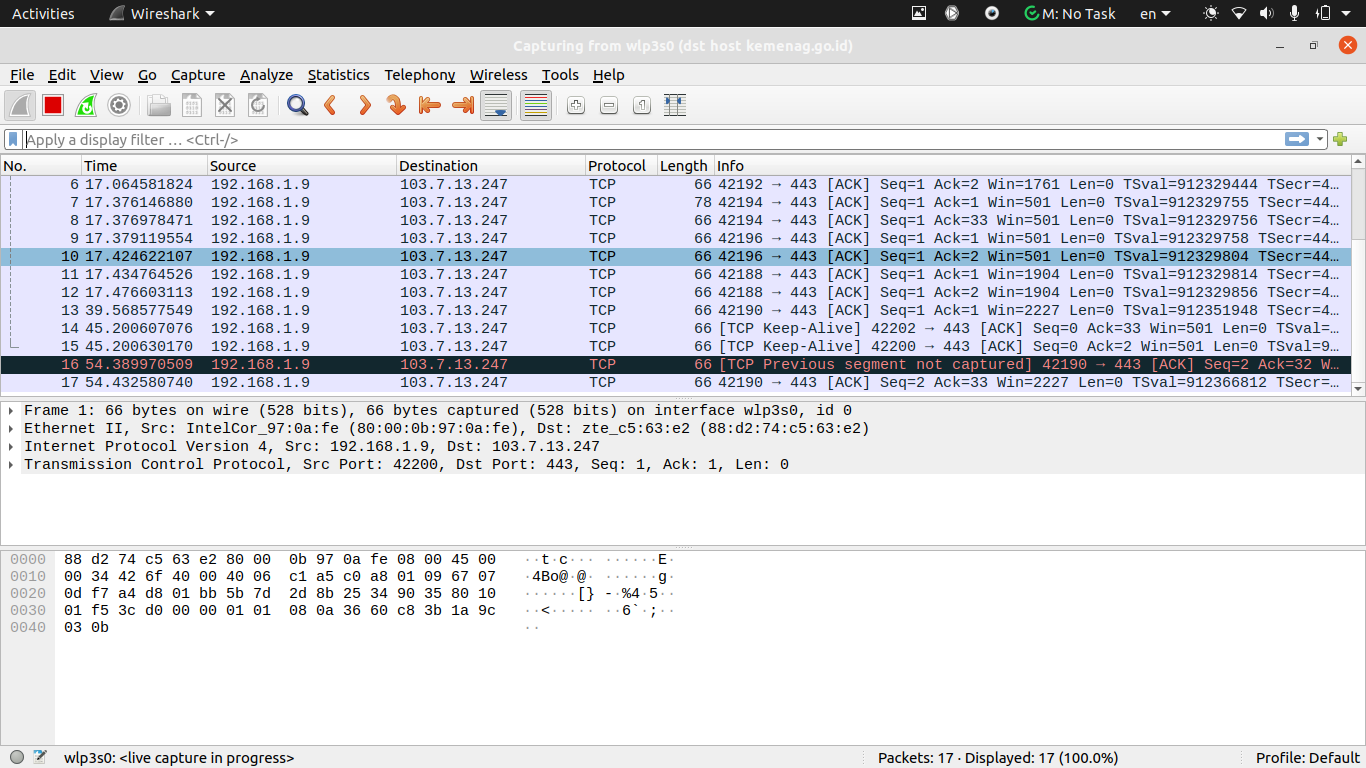 Activities Wireshark M: No Task en
Capturing from wlp3s0 (dst host kemenag.go.id)
File Edit View Go Capture Analyze Statistics Telephony Wireless Tools Help
Apply a display filter … <Ctrl-/>
No. Time Source Destination Protocol Length Info
6 17.064581824 192.168.1.9 103.7.13.247 TCP 66 42192 → 443 [ACK] Seq=1 Ack=2 Win=1761 Len=0 TSval=912329444 TSecr=4…
7 17.376146880 192.168.1.9 103.7.13.247 TCP 78 42194 → 443 [ACK] Seq=1 Ack=1 Win=501 Len=0 TSval=912329755 TSecr=44…
8 17.376978471 192.168.1.9 103.7.13.247 TCP 66 42194 → 443 [ACK] Seq=1 Ack=33 Win=501 Len=0 TSval=912329756 TSecr=4…
9 17.379119554 192.168.1.9 103.7.13.247 TCP 66 42196 → 443 [ACK] Seq=1 Ack=1 Win=501 Len=0 TSval=912329758 TSecr=44…
10 17.424622107 192.168.1.9 103.7.13.247 TCP 66 42196 → 443 [ACK] Seq=1 Ack=2 Win=501 Len=0 TSval=912329804 TSecr=44…
11 17.434764526 192.168.1.9 103.7.13.247 TCP 66 42188 → 443 [ACK] Seq=1 Ack=1 Win=1904 Len=0 TSval=912329814 TSecr=4…
12 17.476603113 192.168.1.9 103.7.13.247 TCP 66 42188 → 443 [ACK] Seq=1 Ack=2 Win=1904 Len=0 TSval=912329856 TSecr=4…
13 39.568577549 192.168.1.9 103.7.13.247 TCP 66 42190 → 443 [ACK] Seq=1 Ack=1 Win=2227 Len=0 TSval=912351948 TSecr=4…
14 45.200607076 192.168.1.9 103.7.13.247 TCP 66 [TCP Keep-Alive] 42202 → 443 [ACK] Seq=0 Ack=33 Win=501 Len=0 TSval=…
15 45.200630170 192.168.1.9 103.7.13.247 TCP 66 [TCP Keep-Alive] 42200 → 443 [ACK] Seq=0 Ack=2 Win=501 Len=0 TSval=9…
16 54.389970509 192.168.1.9 103.7.13.247 TCP 66 [TCP Previous segment not captured] 42190 → 443 [ACK] Seq=2 Ack=32 W…
17 54.432580740 192.168.1.9 103.7.13.247 TCP 66 42190 → 443 [ACK] Seq=2 Ack=33 Win=2227 Len=0 TSval=912366812 TSecr=…
Frame 1: 66 bytes on wire (528 bits), 66 bytes captured (528 bits) on interface wlp3s0, id 0
Ethernet II, Src: IntelCor_97:0a:fe (80:00:0b:97:0a:fe), Dst: zte_c5:63:e2 (88:d2:74:c5:63:e2)
Internet Protocol Version 4, Src: 192.168.1.9, Dst: 103.7.13.247
Transmission Control Protocol, Src Port: 42200, Dst Port: 443, Seq: 1, Ack: 1, Len: 0
0000 88 d2 74 c5 63 e2 80 00 0b 97 0a fe 08 00 45 00 ··t·c··· ······E·
0010 00 34 42 6f 40 00 40 06 c1 a5 c0 a8 01 09 67 07 ·4Bo@·@· ······g·
0020 0d f7 a4 d8 01 bb 5b 7d 2d 8b 25 34 90 35 80 10 ······[} -·%4·5··
0030 01 f5 3c d0 00 00 01 01 08 0a 36 60 c8 3b 1a 9c ··<····· ··6`·;··
0040 03 0b ··
wlp3s0: <live capture in progress> Packets: 17 · Displayed: 17 (100.0%) Profile: Default